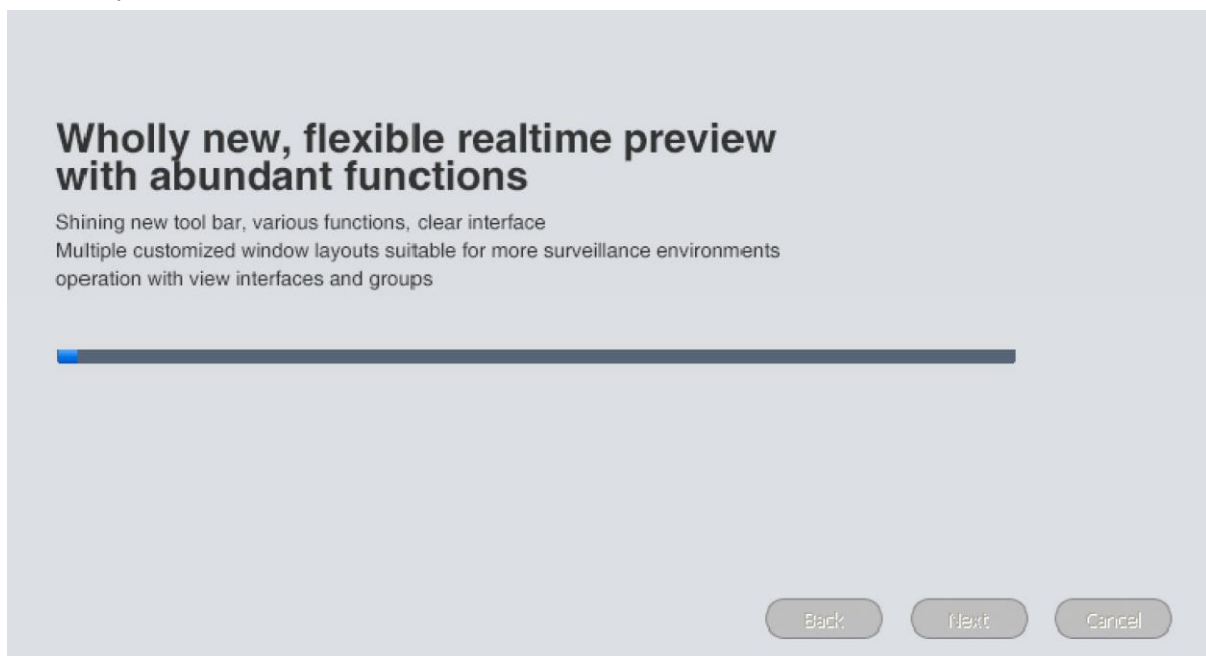 Wholly new, flexible realtime preview
with abundant functions
Shining new tool bar, various functions, clear interface
Multiple customized window layouts suitable for more surveillance environments
operation with view interfaces and groups
Back
Next
Cancel